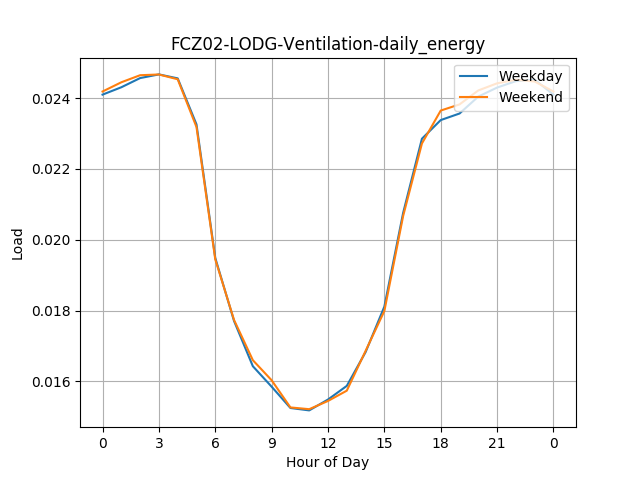 FCZ02-LODG-Ventilation-daily_energy
Weekday
Weekend
0.024
0.022
0.020
0.018
0.016
Load
0 3 6 9 12 15 18 21 0
Hour of Day